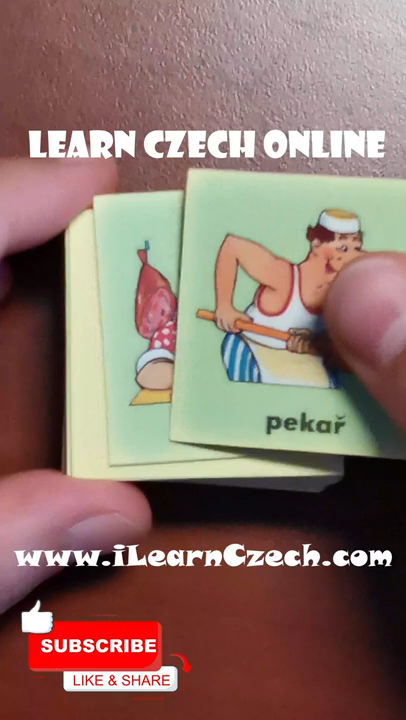 LEARN CZECH ONLINE
pekař
www.iLearnCzech.com
SUBSCRIBE
LIKE & SHARE